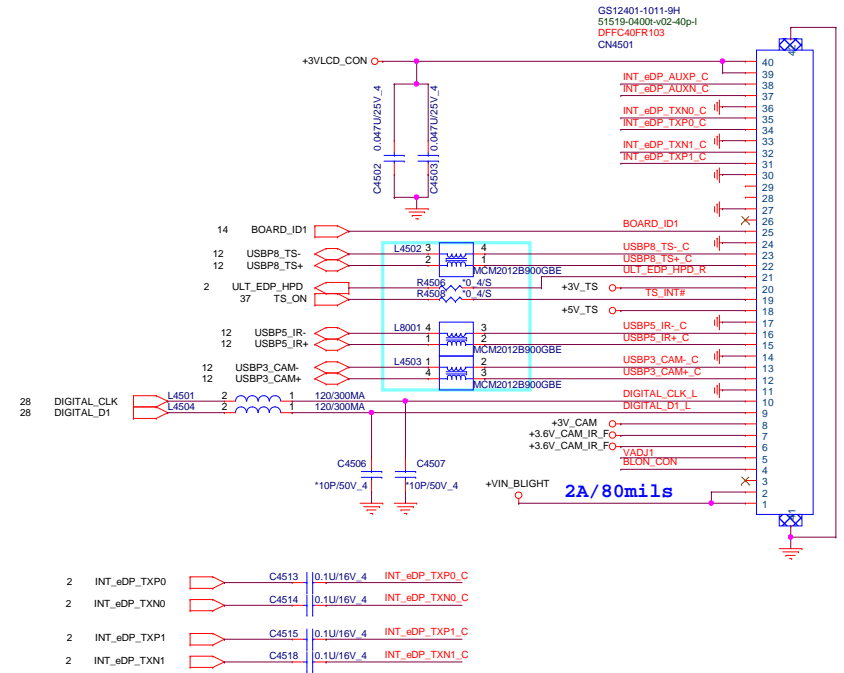 GS12401-1011-9H
51519-0400t-v02-40p-l
DFFC40FR103
CN4501
+3VLCD_CON
40
39
INT_eDP_AUXP_C 38
INT_eDP_AUXN_C 37
36
INT_eDP_TXN0_C 35
INT_eDP_TXP0_C 34
33
INT_eDP_TXN1_C 32
INT_eDP_TXP1_C 31
30
29
28
27
26
C4502 0.047U/25V_4
C4503 0.047U/25V_4
14 BOARD_ID1 BOARD_ID1 25
24
12 USBP8_TS- L4502 3 4 USBP8_TS-_C 23
12 USBP8_TS+ 2 1 USBP8_TS+_C 22
MCM2012B900GBE ULT_EDP_HPD_R 21
2 ULT_EDP_HPD R4506 *0_4/S +3V_TS 20
37 TS_ON R4508 *0_4/S TS_INT# 19
+5V_TS 18
17
12 USBP5_IR- L8001 4 3 USBP5_IR-_C 16
12 USBP5_IR+ 1 2 USBP5_IR+_C 15
MCM2012B900GBE 14
12 USBP3_CAM- L4503 1 2 USBP3_CAM-_C 13
12 USBP3_CAM+ 4 3 USBP3_CAM+_C 12
MCM2012B900GBE 11
28 DIGITAL_CLK L4501 2 1 120/300MA DIGITAL_CLK_L 10
28 DIGITAL_D1 L4504 2 1 120/300MA DIGITAL_D1_L 9
+3V_CAM 8
+3.6V_CAM_IR_F 7
+3.6V_CAM_IR_F 6
VADJ1 5
BLON_CON 4
3
C4506 C4507
*10P/50V_4 *10P/50V_4
+VIN_BLIGHT 2A/80mils 2
1
2 INT_eDP_TXP0 C4513 0.1U/16V_4 INT_eDP_TXP0_C
2 INT_eDP_TXN0 C4514 0.1U/16V_4 INT_eDP_TXN0_C
2 INT_eDP_TXP1 C4515 0.1U/16V_4 INT_eDP_TXP1_C
2 INT_eDP_TXN1 C4518 0.1U/16V_4 INT_eDP_TXN1_C